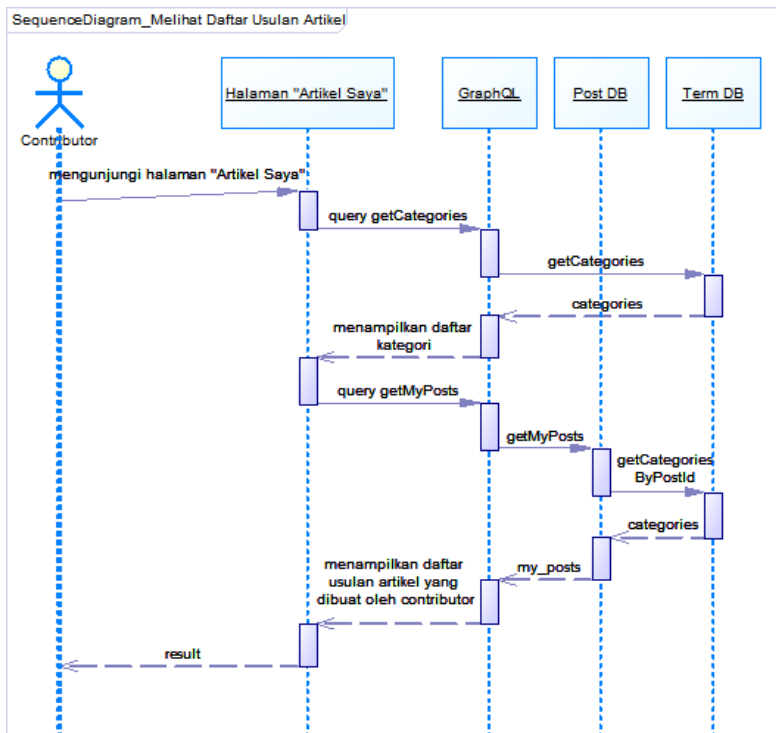 SequenceDiagram_Melihat Daftar Usulan Artikel
Contributor
Halaman "Artikel Saya"
GraphQL
Post DB
Term DB
mengunjungi halaman "Artikel Saya"
query getCategories
getCategories
categories
menampilkan daftar
kategori
query getMyPosts
getMyPosts
getCategories
ByPostId
categories
my_posts
menampilkan daftar
usulan artikel yang
dibuat oleh contributor
result